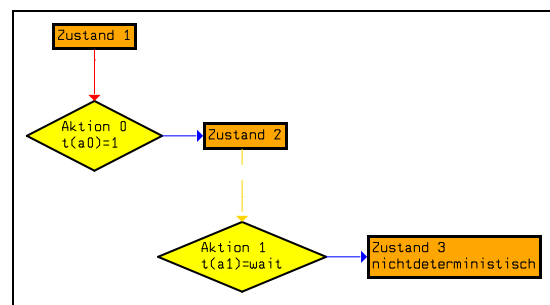 Zustand 1
Aktion 0
t(a0)=1
Zustand 2
Aktion 1
t(a1)=wait
Zustand 3
nichtdeterministisch